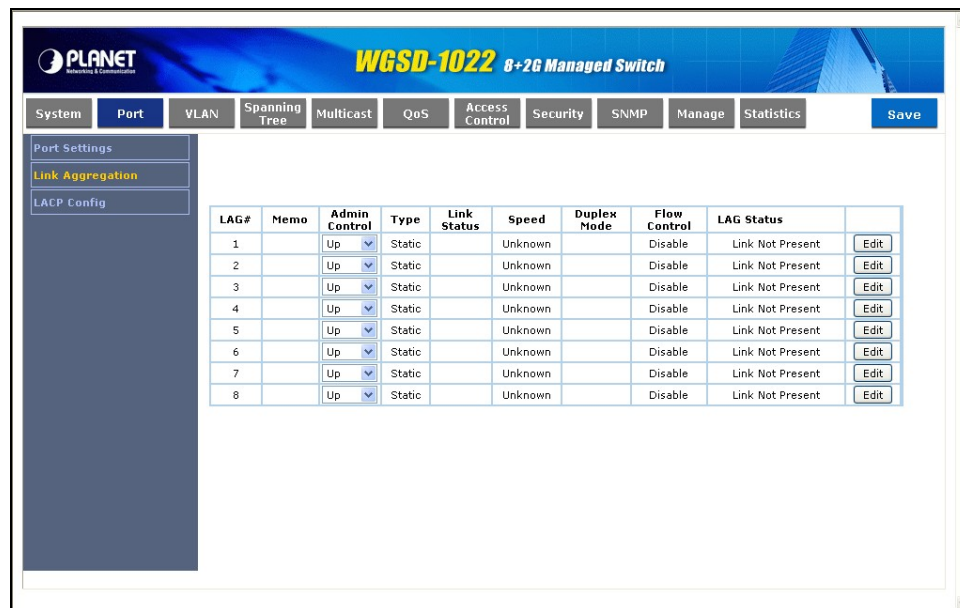 PLANET
Networking & Communication
WGSD-1022 8+2G Managed Switch
System Port VLAN Spanning Tree Multicast QoS Access Control Security SNMP Manage Statistics Save
Port Settings
Link Aggregation
LACP Config
LAG# Memo Admin Control Type Link Status Speed Duplex Mode Flow Control LAG Status
1 Up Static Unknown Disable Link Not Present Edit
2 Up Static Unknown Disable Link Not Present Edit
3 Up Static Unknown Disable Link Not Present Edit
4 Up Static Unknown Disable Link Not Present Edit
5 Up Static Unknown Disable Link Not Present Edit
6 Up Static Unknown Disable Link Not Present Edit
7 Up Static Unknown Disable Link Not Present Edit
8 Up Static Unknown Disable Link Not Present Edit